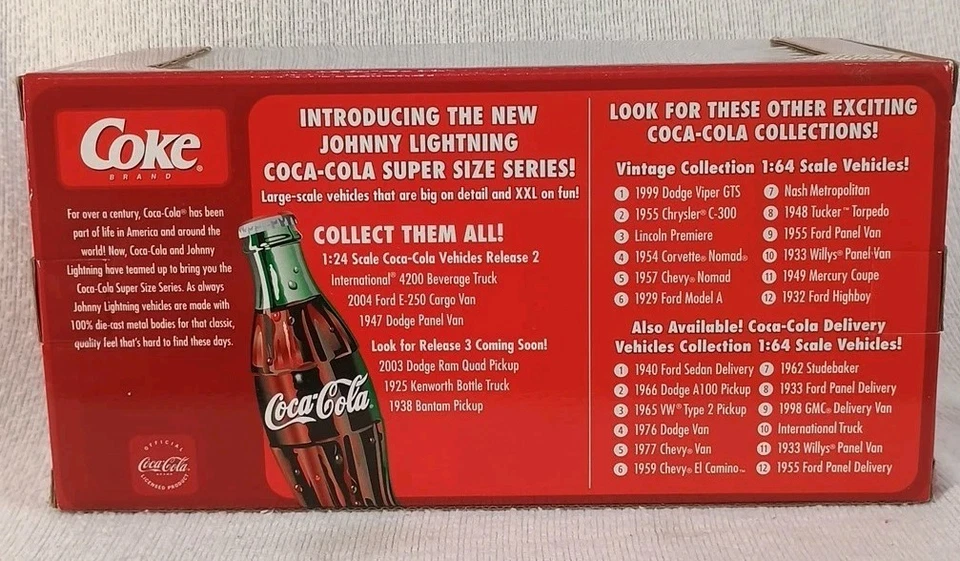 Coke®
BRAND
For over a century, Coca-Cola® has been
part of life in America and around the
world! Now, Coca-Cola and Johnny
Lightning have teamed up to bring you the
Coca-Cola Super Size Series. As always
Johnny Lightning vehicles are made with
100% die-cast metal bodies for that classic,
quality feel that's hard to find these days.
OFFICIAL
Coca-Cola
BRAND
LICENSED PRODUCT
INTRODUCING THE NEW
JOHNNY LIGHTNING
COCA-COLA SUPER SIZE SERIES!
Large-scale vehicles that are big on detail and XXL on fun!
COLLECT THEM ALL!
1:24 Scale Coca-Cola Vehicles Release 2
International® 4200 Beverage Truck
2004 Ford E-250 Cargo Van
1947 Dodge Panel Van
Look for Release 3 Coming Soon!
2003 Dodge Ram Quad Pickup
1925 Kenworth Bottle Truck
1938 Bantam Pickup
Coca-Cola
LOOK FOR THESE OTHER EXCITING
COCA-COLA COLLECTIONS!
Vintage Collection 1:64 Scale Vehicles!
1 1999 Dodge Viper GTS
2 1955 Chrysler® C-300
3 Lincoln Premiere
4 1954 Corvette® Nomad®
5 1957 Chevy® Nomad
6 1929 Ford Model A
7 Nash Metropolitan
8 1948 Tucker™ Torpedo
9 1955 Ford Panel Van
10 1933 Willys® Panel Van
11 1949 Mercury Coupe
12 1932 Ford Highboy
Also Available! Coca-Cola Delivery
Vehicles Collection 1:64 Scale Vehicles!
1 1940 Ford Sedan Delivery
2 1966 Dodge A100 Pickup
3 1965 VW® Type 2 Pickup
4 1976 Dodge Van
5 1977 Chevy® Van
6 1959 Chevy® El Camino™
7 1962 Studebaker
8 1933 Ford Panel Delivery
9 1998 GMC® Delivery Van
10 International Truck
11 1933 Willys® Panel Van
12 1955 Ford Panel Delivery